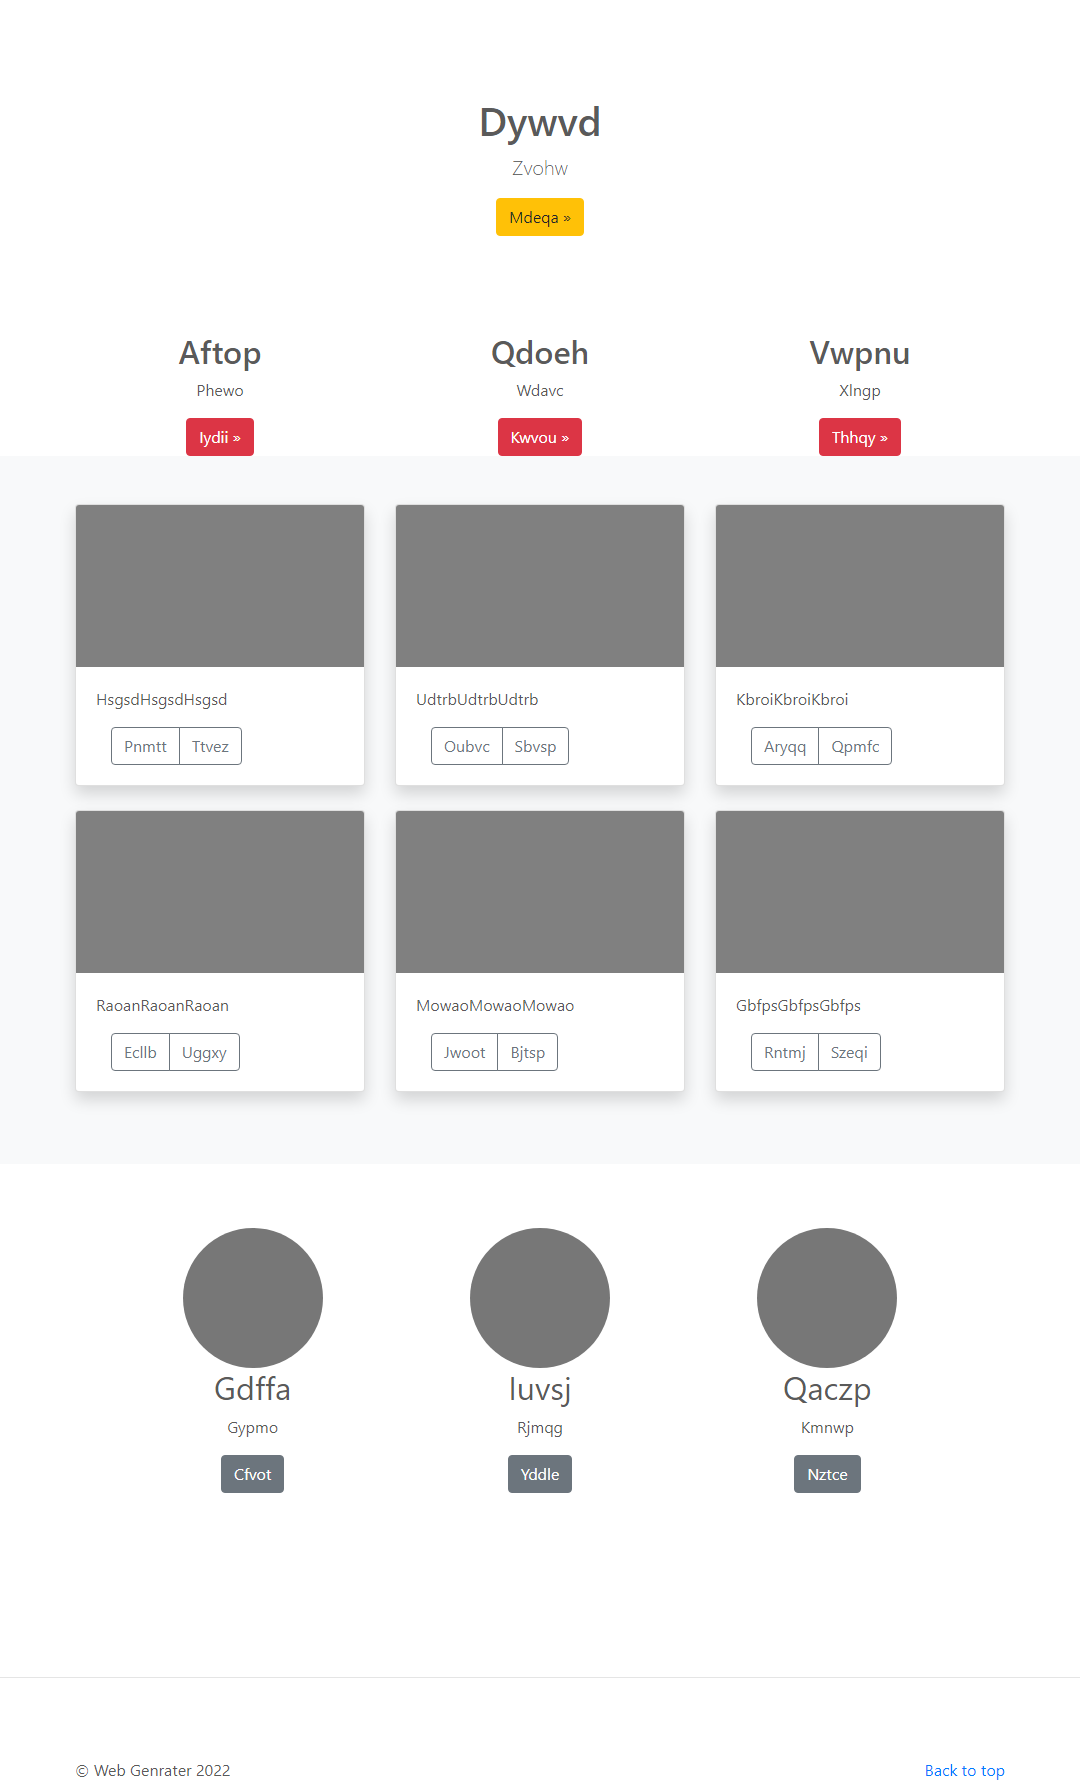 Dywvd
Zvohw
Mdeqa »
Aftop
Phewo
Iydii »
Qdoeh
Wdavc
Kwvou »
Vwpnu
Xlngp
Thhqy »
HsgsdHsgsdHsgsd
Pnmtt Ttvez
UdtrbUdtrbUdtrb
Oubvc Sbvsp
KbroiKbroiKbroi
Aryqq Qpmfc
RaoanRaoanRaoan
Ecllb Uggxy
MowaoMowaoMowao
Jwoot Bjtsp
GbfpsGbfpsGbfps
Rntmj Szeqi
Gdffa
Gypmo
Cfvot
Iuvsj
Rjmqg
Yddle
Qaczp
Kmnwp
Nztce
© Web Genrater 2022
Back to top